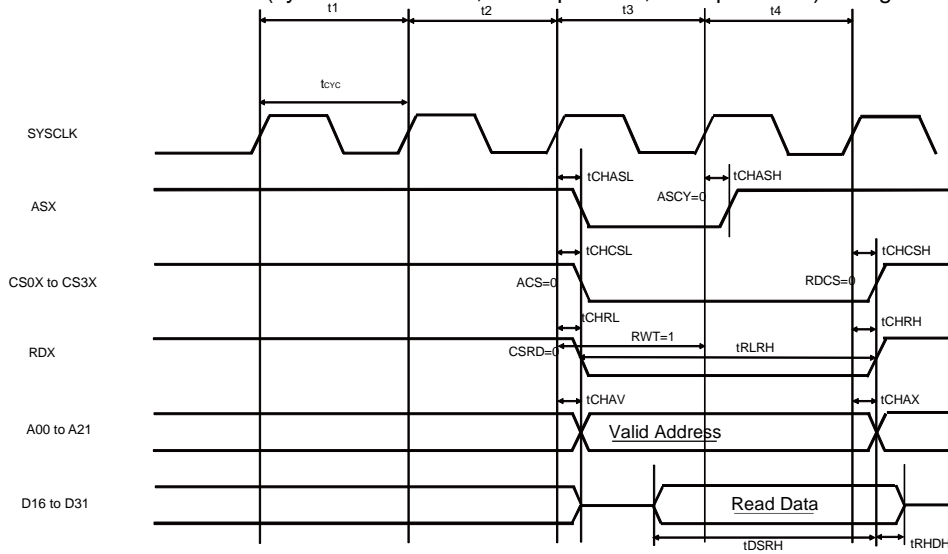 t1 t2 t3 t4
tCYC
SYSCLK
tCHASL tCHASH
ASX ASCY=0
tCHCSL tCHCSH
CS0X to CS3X ACS=0 RDCS=0
tCHRL tCHRH
RWT=1
RDX CSRD=0 tRLRH
tCHAV tCHAX
A00 to A21 Valid Address
D16 to D31 Read Data
tDSRH tRHDH